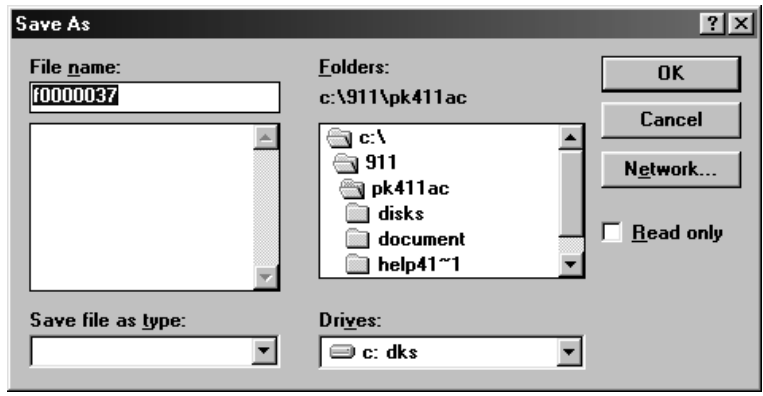 Save As
File name:
f0000037
Save file as type:
Folders:
c:\911\pk411ac
c:\
911
pk411ac
disks
document
help41~1
Drives:
c: dks
OK
Cancel
Network...
Read only